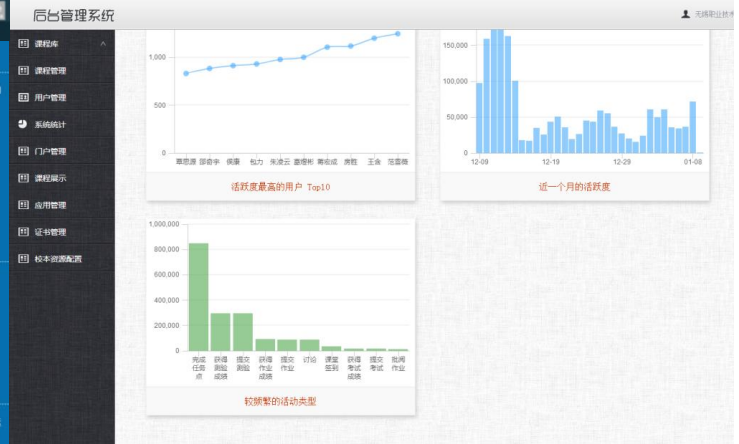 后台管理系统
课程库
课程管理
用户管理
系统统计
门户管理
课程展示
应用管理
证书管理
校本资源配置
1,000
500
0
朱凌云
王会
活跃度最高的用户 Top10
150,000
100,000
50,000
0
12-09
12-19
12-29
01-08
近一个月的活跃度
1,000,000
800,000
600,000
400,000
200,000
0
完成任务点
获得测验成绩
提交测验
获得作业成绩
提交作业
讨论
课堂签到
获得考试成绩
提交考试
批阅作业
较频繁的活动类型